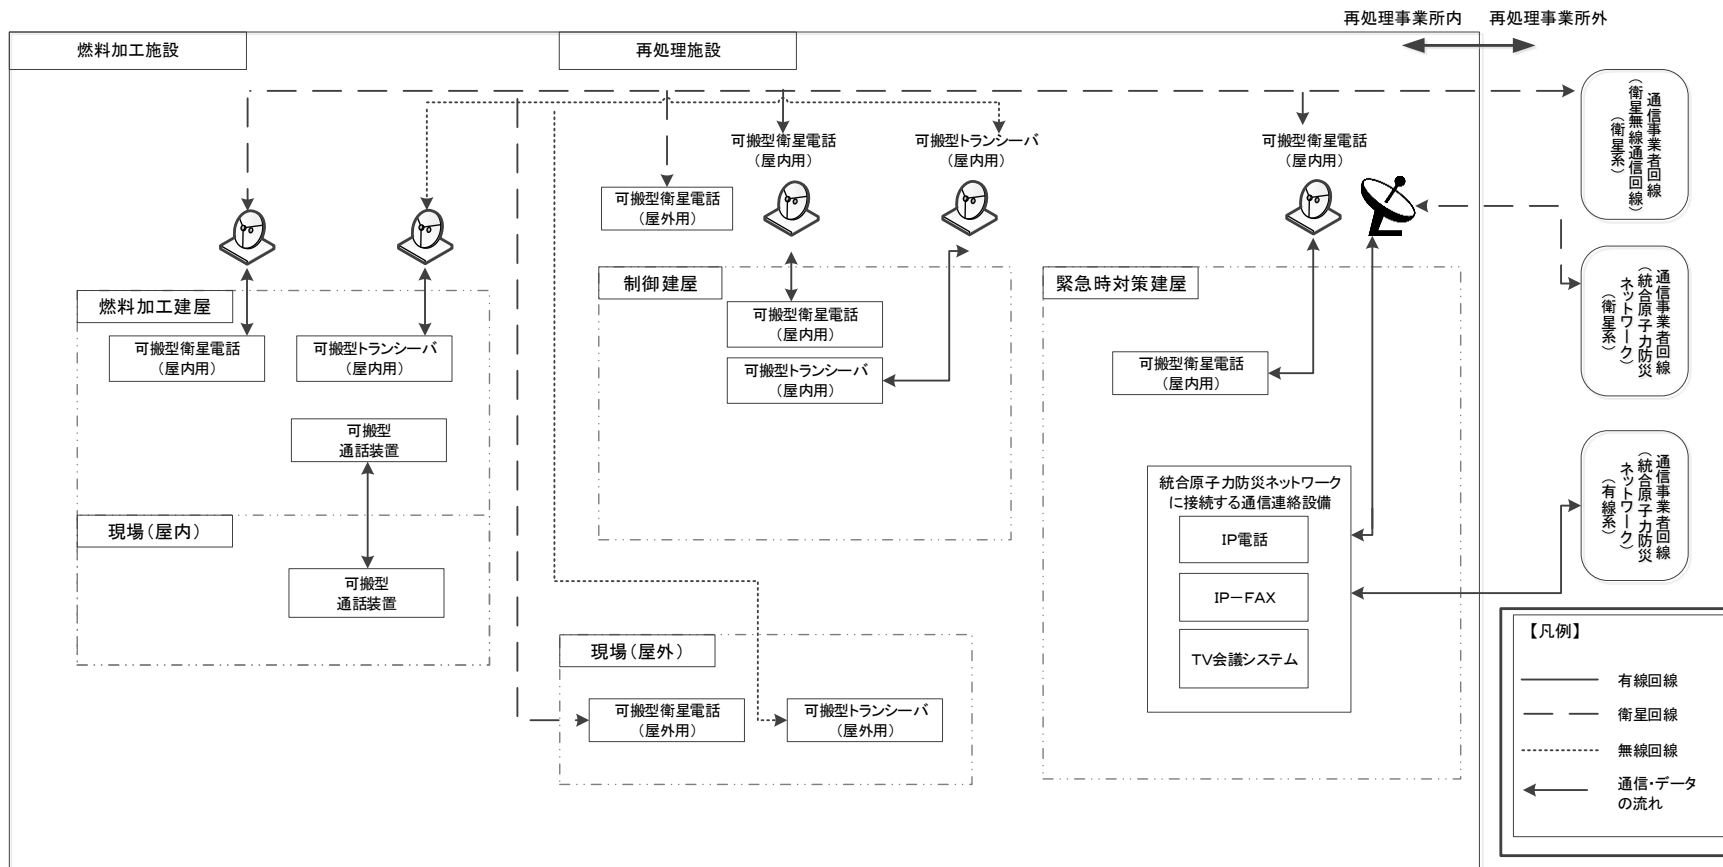 再処理事業所内
再処理事業所外
燃料加工施設
再処理施設
通信事業者回線
(衛星無線通信回線)
(衛星系)
可搬型衛星電話
(屋内用)
可搬型トランシーバ
(屋内用)
可搬型衛星電話
(屋内用)
可搬型衛星電話
(屋外用)
通信事業者回線
(統合原子力防災
ネットワーク)
(衛星系)
燃料加工建屋
制御建屋
緊急時対策建屋
可搬型衛星電話
(屋内用)
可搬型トランシーバ
(屋内用)
可搬型衛星電話
(屋内用)
可搬型トランシーバ
(屋内用)
可搬型衛星電話
(屋内用)
可搬型
通話装置
通信事業者回線
(統合原子力防災
ネットワーク)
(有線系)
統合原子力防災ネットワーク
に接続する通信連絡設備
IP電話
IP-FAX
TV会議システム
現場(屋内)
可搬型
通話装置
現場(屋外)
可搬型衛星電話
(屋外用)
可搬型トランシーバ
(屋外用)
【凡例】
有線回線
衛星回線
無線回線
通信・データ
の流れ